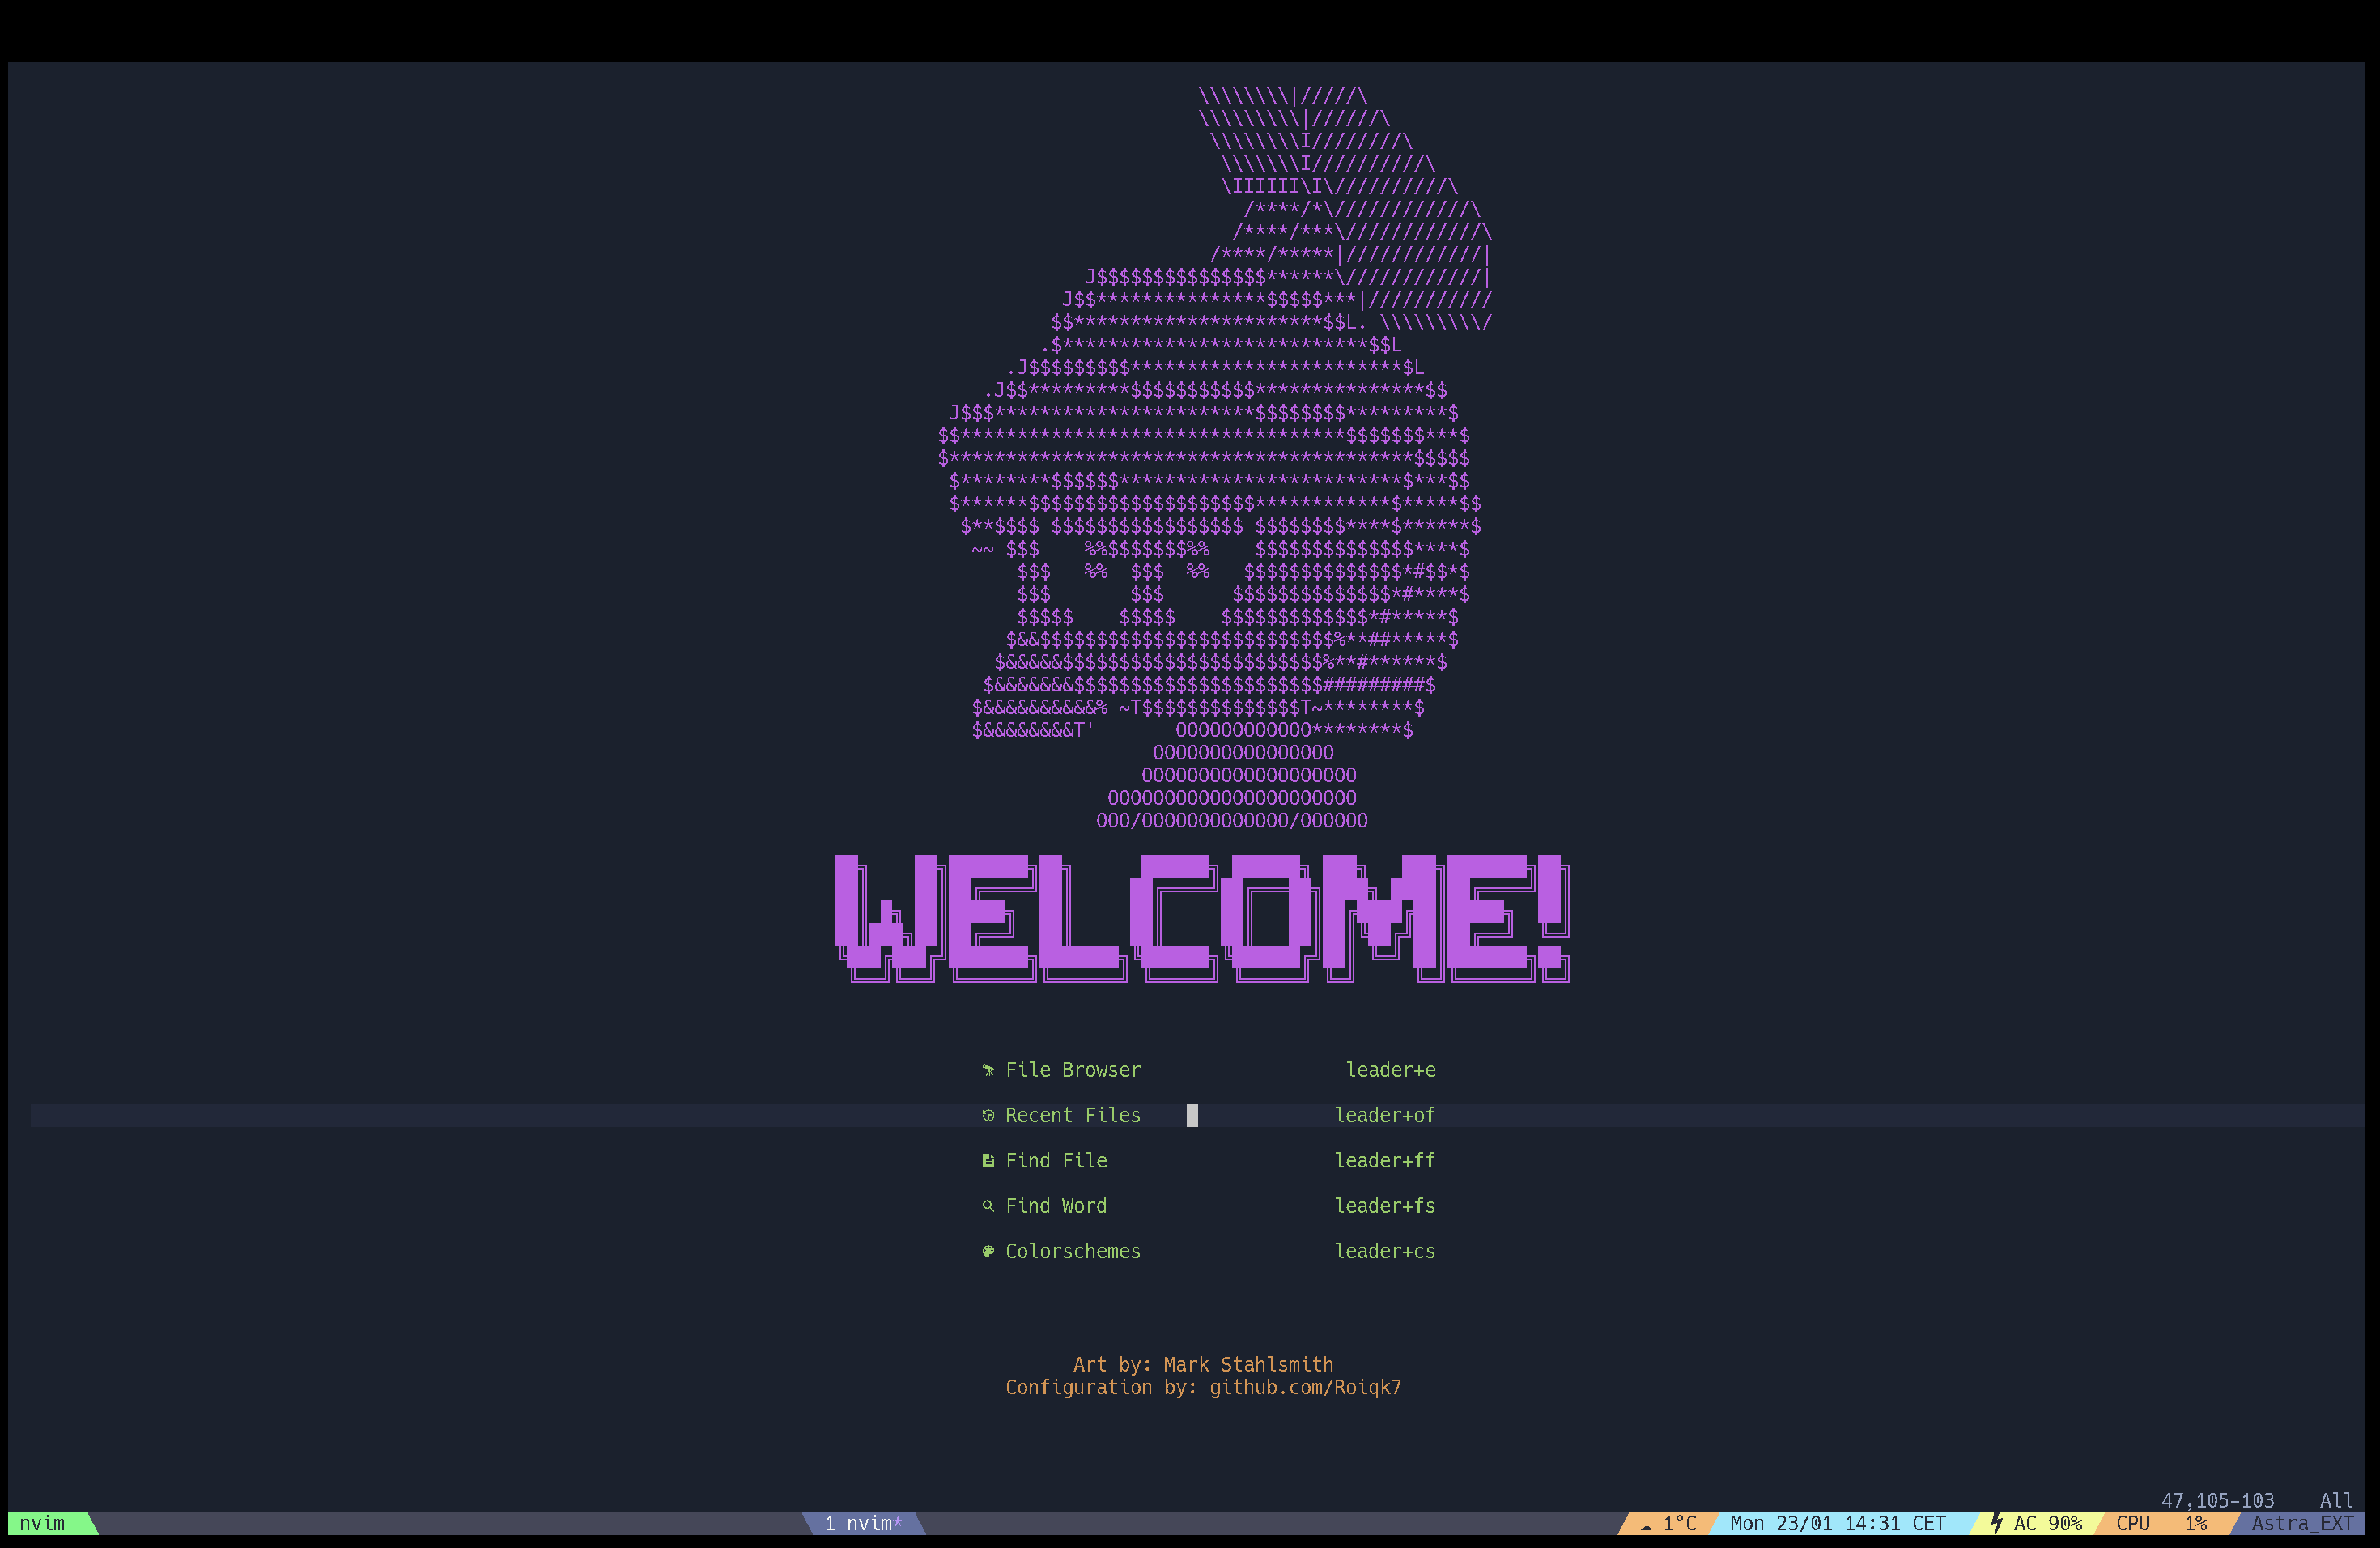 WELCOME!
File Browser leader+e
Recent Files leader+of
Find File leader+ff
Find Word leader+fs
Colorschemes leader+cs
Art by: Mark Stahlsmith
Configuration by: github.com/Roiqk7
47,105-103 All
nvim 1 nvim* 1°C Mon 23/01 14:31 CET AC 90% CPU 1% Astra_EXT